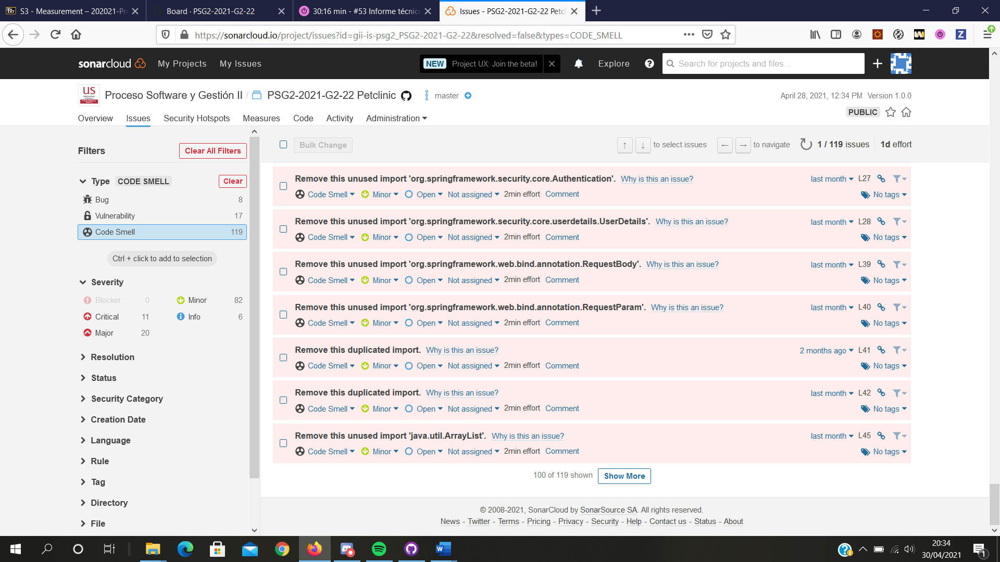 S3 - Measurement – 202021-Pr
Board · PSG2-2021-G2-22
30:16 min - #53 Informe técnico
Issues - PSG2-2021-G2-22 Petcl
https://sonarcloud.io/project/issues?id=gii-is-psg2_PSG2-2021-G2-22&resolved=false&types=CODE_SMELL
sonarcloud My Projects My Issues
NEW Project UX: Join the beta!
Explore
Search for projects and files...
US
Proceso Software y Gestión II / PSG2-2021-G2-22 Petclinic master
April 28, 2021, 12:34 PM Version 1.0.0
PUBLIC
Overview Issues Security Hotspots Measures Code Activity Administration
Filters
Clear All Filters
Type CODE SMELL Clear
Bug 8
Vulnerability 17
Code Smell 119
Ctrl + click to add to selection
Severity
Blocker 0 Minor 82
Critical 11 Info 6
Major 20
Resolution
Status
Security Category
Creation Date
Language
Rule
Tag
Directory
File
Bulk Change
↑ ↓ to select issues ← → to navigate 1 / 119 issues 1d effort
Remove this unused import 'org.springframework.security.core.Authentication'. Why is this an issue? last month L27
Code Smell Minor Open Not assigned 2min effort Comment No tags
Remove this unused import 'org.springframework.security.core.userdetails.UserDetails'. Why is this an issue? last month L28
Code Smell Minor Open Not assigned 2min effort Comment No tags
Remove this unused import 'org.springframework.web.bind.annotation.RequestBody'. Why is this an issue? last month L39
Code Smell Minor Open Not assigned 2min effort Comment No tags
Remove this unused import 'org.springframework.web.bind.annotation.RequestParam'. Why is this an issue? last month L40
Code Smell Minor Open Not assigned 2min effort Comment No tags
Remove this duplicated import. Why is this an issue? 2 months ago L41
Code Smell Minor Open Not assigned 2min effort Comment No tags
Remove this duplicated import. Why is this an issue? last month L42
Code Smell Minor Open Not assigned 2min effort Comment No tags
Remove this unused import 'java.util.ArrayList'. Why is this an issue? last month L45
Code Smell Minor Open Not assigned 2min effort Comment No tags
100 of 119 shown Show More
© 2008-2021, SonarCloud by SonarSource SA. All rights reserved.
News - Twitter - Terms - Pricing - Privacy - Security - Help - Contact us - Status - About
20:34
30/04/2021
1